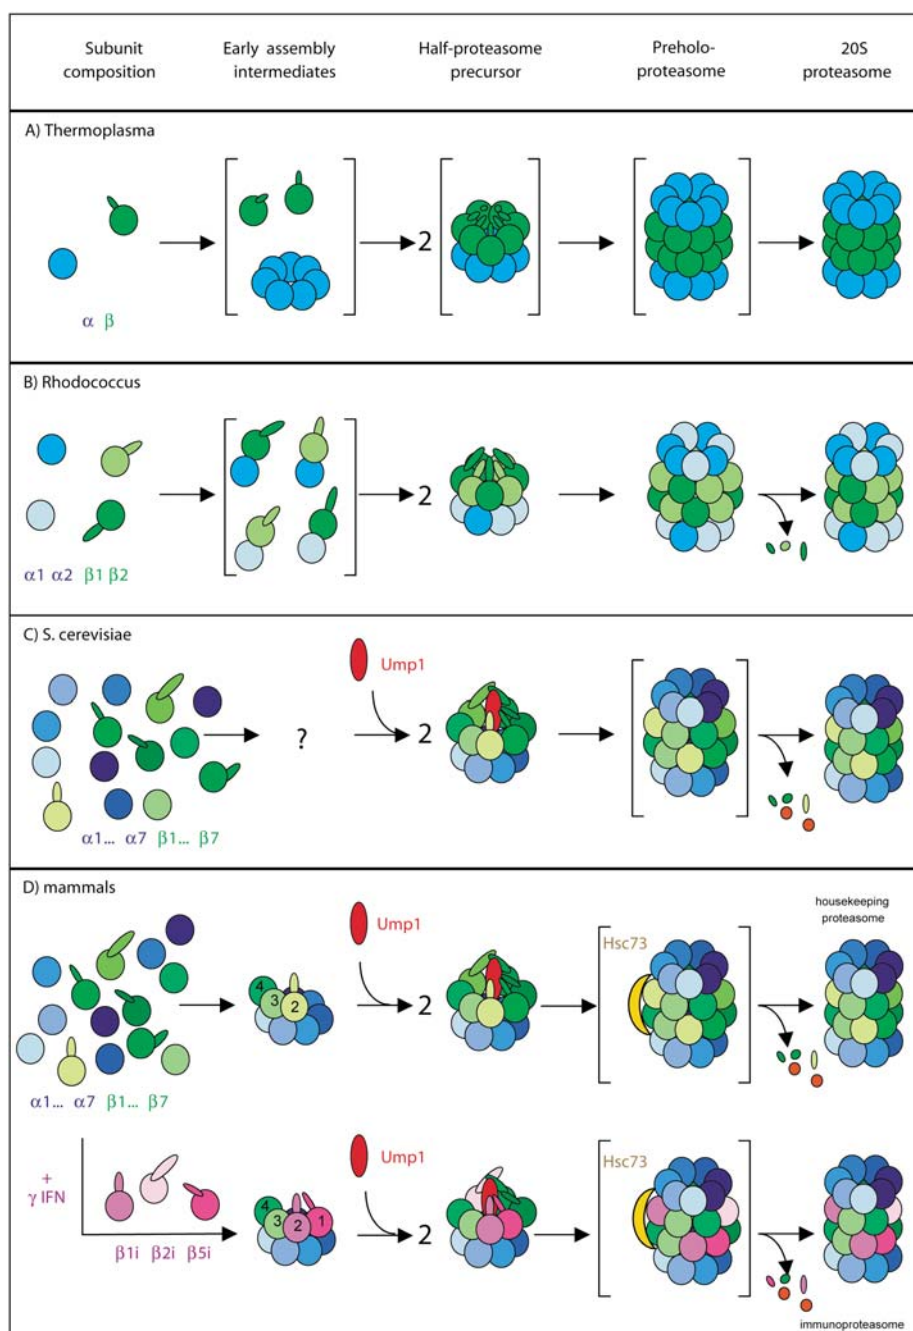 Subunit
composition
Early assembly
intermediates
Half-proteasome
precursor
Preholo-
proteasome
20S
proteasome
A) Thermoplasma
2
α β
B) Rhodococcus
2
α1 α2 β1 β2
C) S. cerevisiae
Ump1
?
2
α1... α7 β1... β7
D) mammals
housekeeping
proteasome
Ump1
Hsc73
4
3
2
2
α1... α7 β1... β7
+
γ IFN
Ump1
Hsc73
4
3
2
1
2
β1i β2i β5i
immunoproteasome